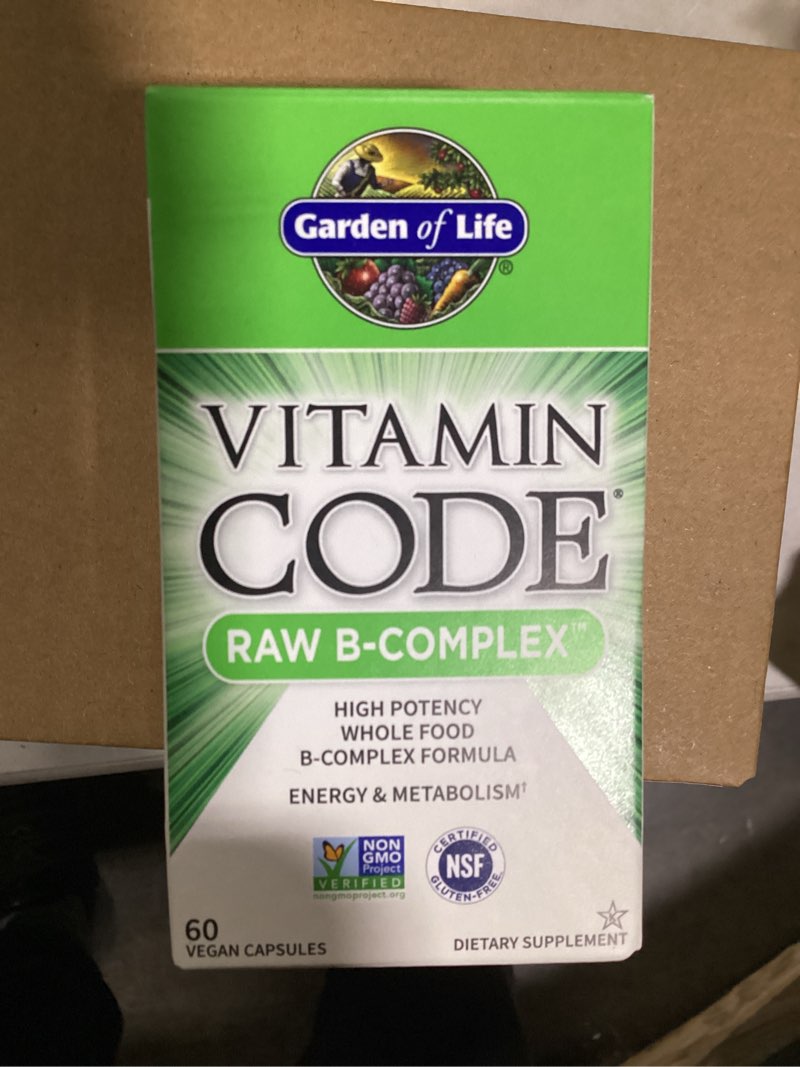 Garden of Life
®
VITAMIN
CODE®
RAW B-COMPLEX™
HIGH POTENCY
WHOLE FOOD
B-COMPLEX FORMULA
ENERGY & METABOLISM†
NON
GMO
Project
VERIFIED
nongmoproject.org
CERTIFIED
NSF
GLUTEN-FREE
60
VEGAN CAPSULES
K
DIETARY SUPPLEMENT